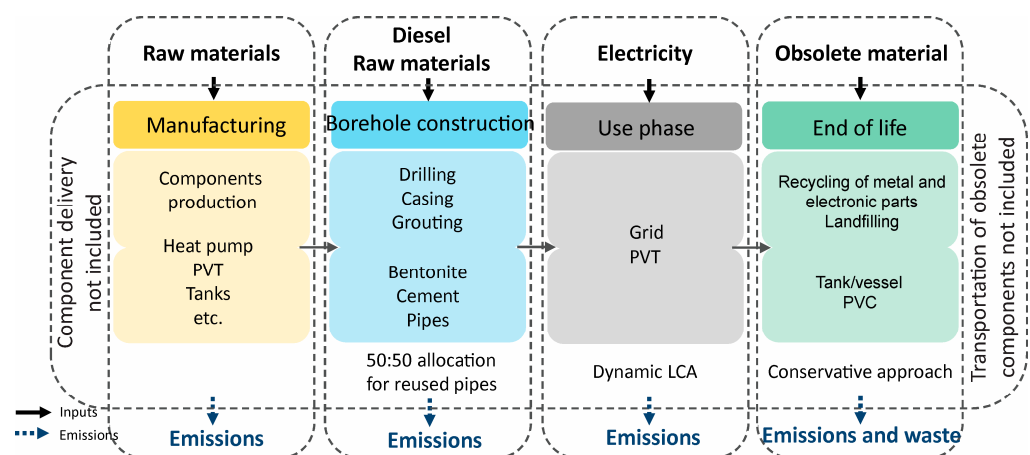 Raw materials
Diesel
Raw materials
Electricity
Obsolete material
Component delivery
not included
Manufacturing
Components
production
Heat pump
PVT
Tanks
etc.
Borehole construction
Drilling
Casing
Grouting
Bentonite
Cement
Pipes
50:50 allocation
for reused pipes
Use phase
Grid
PVT
Dynamic LCA
End of life
Recycling of metal and
electronic parts
Landfilling
Tank/vessel
PVC
Conservative approach
Transportation of obsolete
components not included
Inputs
Emissions
Emissions
Emissions
Emissions
Emissions and waste